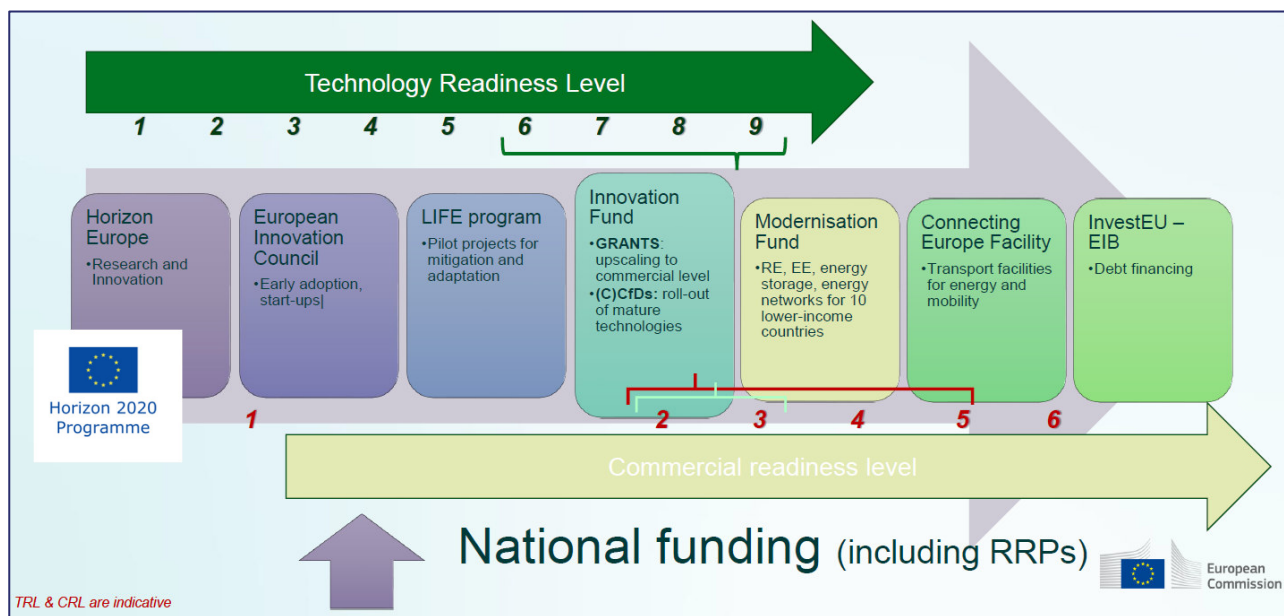 Technology Readiness Level
1 2 3 4 5 6 7 8 9
Horizon
Europe
•Research and
Innovation
European
Innovation
Council
•Early adoption,
start-ups|
LIFE program
•Pilot projects for
mitigation and
adaptation
Innovation
Fund
•GRANTS:
upscaling to
commercial level
•(C)CfDs: roll-out
of mature
technologies
Modernisation
Fund
•RE, EE, energy
storage, energy
networks for 10
lower-income
countries
Connecting
Europe Facility
•Transport facilities
for energy and
mobility
InvestEU –
EIB
•Debt financing
Horizon 2020
Programme
1 2 3 4 5 6
Commercial readiness level
National funding (including RRPs)
European
Commission
TRL & CRL are indicative